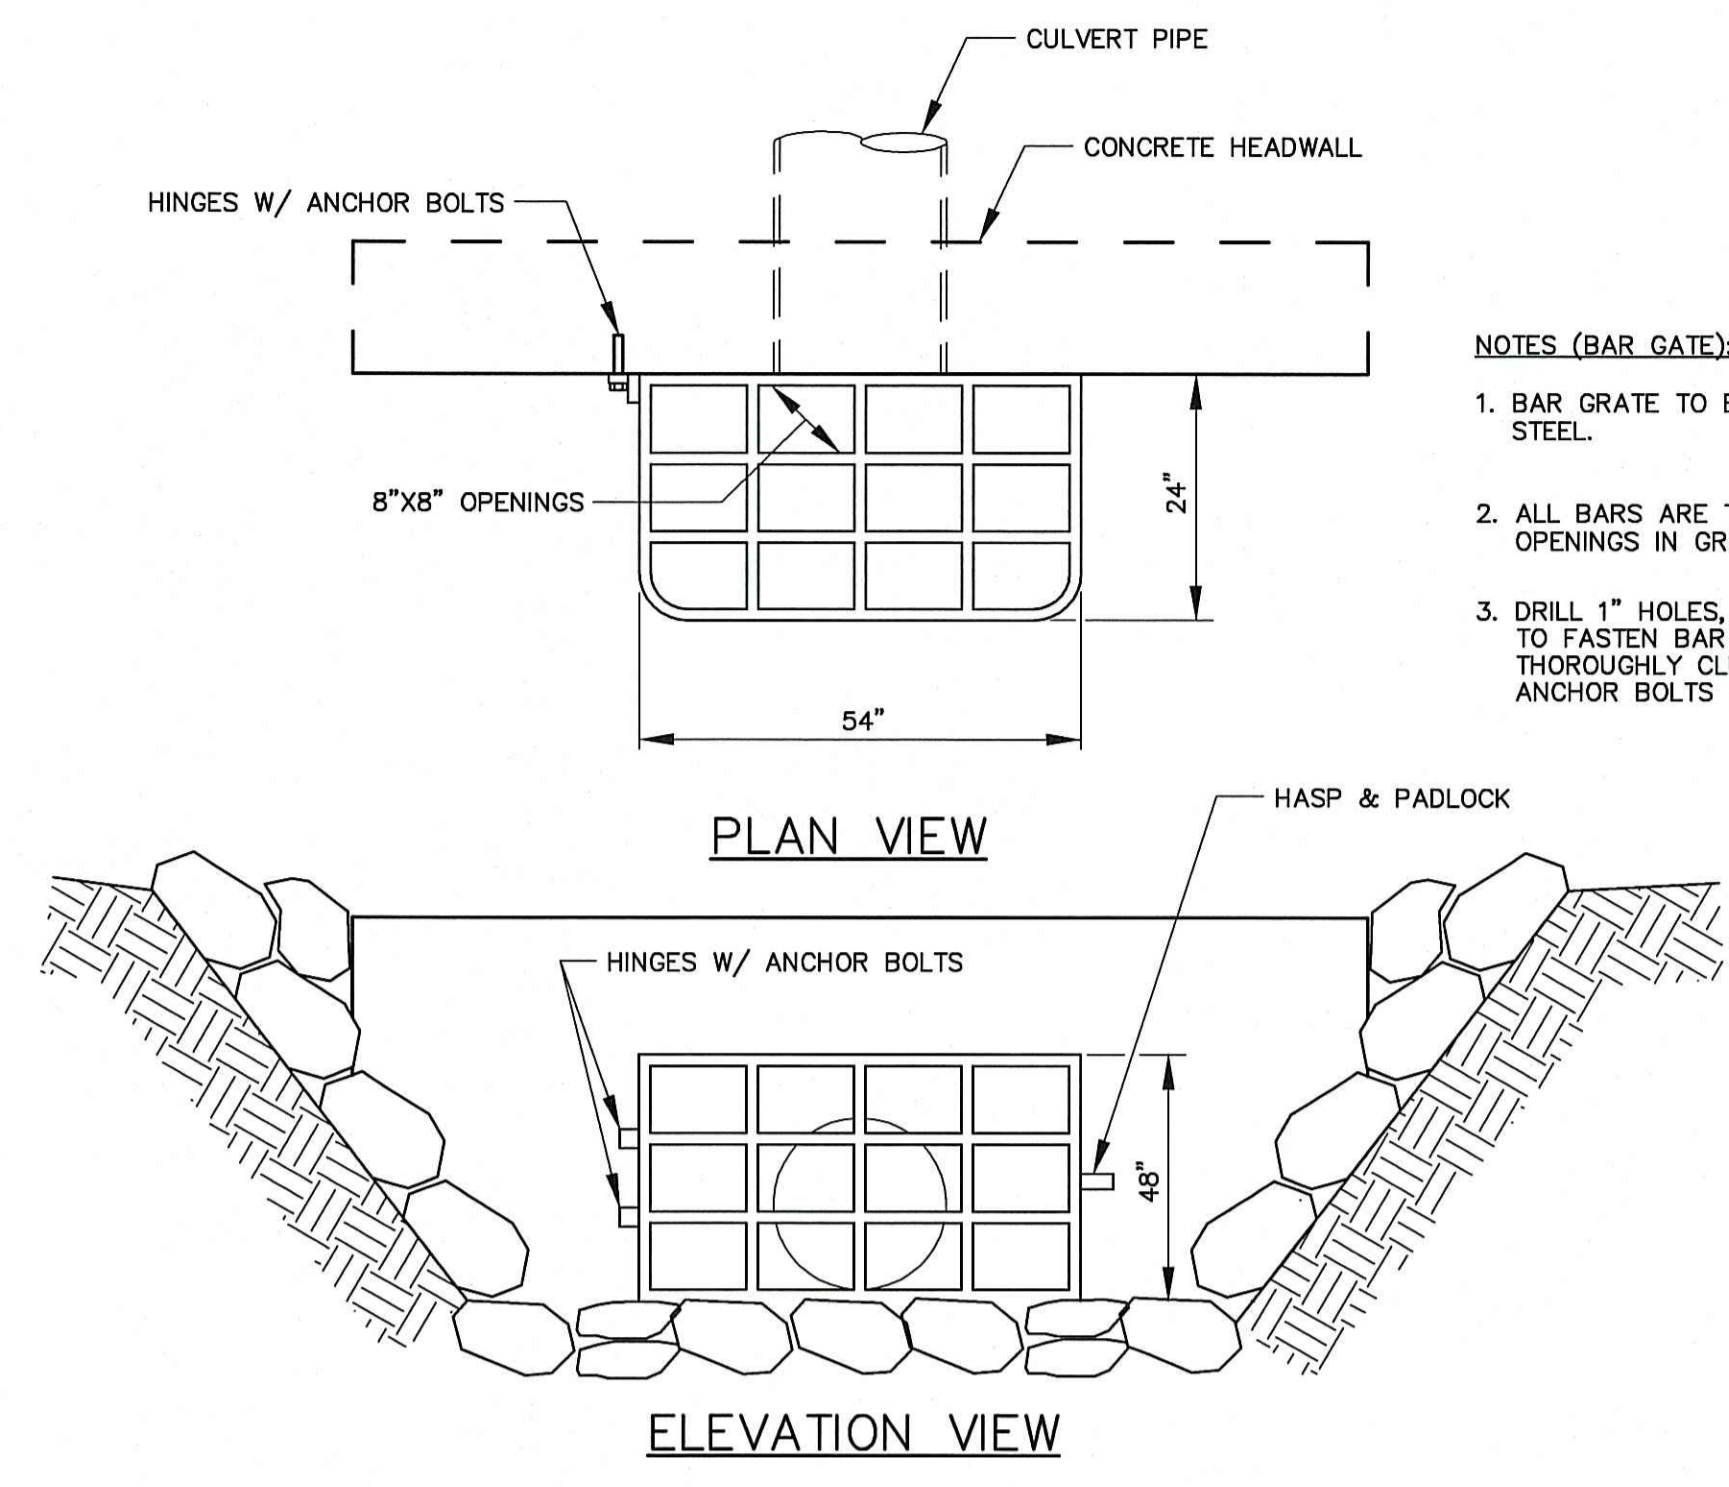 CULVERT PIPE
CONCRETE HEADWALL
HINGES W/ ANCHOR BOLTS
8"X8" OPENINGS
24"
54"
PLAN VIEW
NOTES (BAR GATE):
1. BAR GRATE TO
STEEL.
2. ALL BARS ARE
OPENINGS IN
3. DRILL 1" HOLES,
TO FASTEN BAR
THOROUGHLY
ANCHOR BOLTS
HASP & PADLOCK
HINGES W/ ANCHOR BOLTS
48"
ELEVATION VIEW